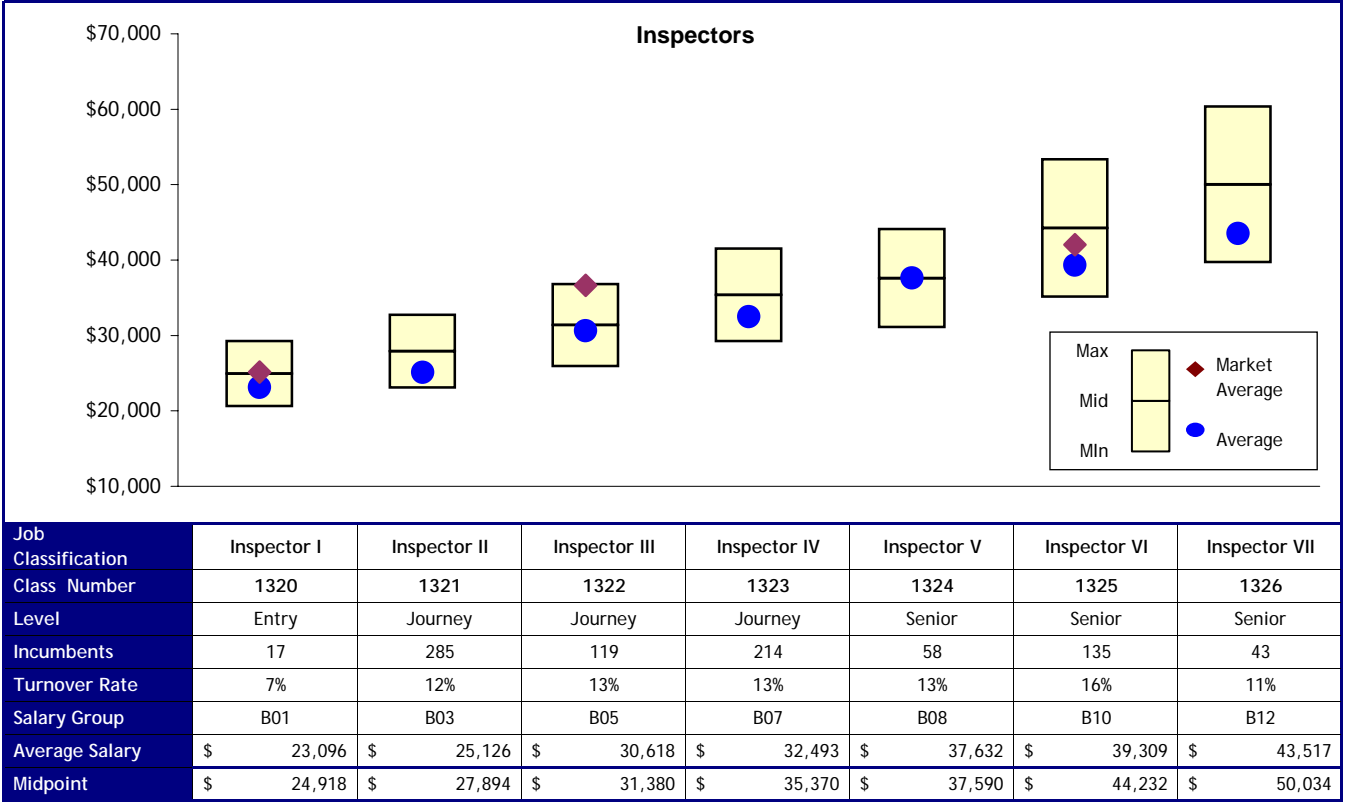 Inspectors
$70,000
$60,000
$50,000
$40,000
$30,000
$20,000
$10,000
Max
Mid
MIn
Market
Average
Average
Job
Classification Inspector I Inspector II Inspector III Inspector IV Inspector V Inspector VI Inspector VII
Class Number 1320 1321 1322 1323 1324 1325 1326
Level Entry Journey Journey Journey Senior Senior Senior
Incumbents 17 285 119 214 58 135 43
Turnover Rate 7% 12% 13% 13% 13% 16% 11%
Salary Group B01 B03 B05 B07 B08 B10 B12
Average Salary $ 23,096 $ 25,126 $ 30,618 $ 32,493 $ 37,632 $ 39,309 $ 43,517
Midpoint $ 24,918 $ 27,894 $ 31,380 $ 35,370 $ 37,590 $ 44,232 $ 50,034